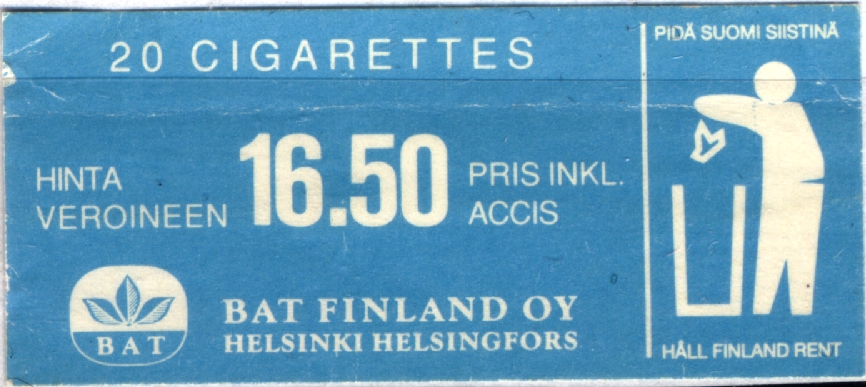 20 CIGARETTES
HINTA
VEROINEEN
16.50
PRIS INKL.
ACCIS
BAT
BAT FINLAND OY
HELSINKI HELSINGFORS
PIDÄ SUOMI SIISTINÄ
HÅLL FINLAND RENT